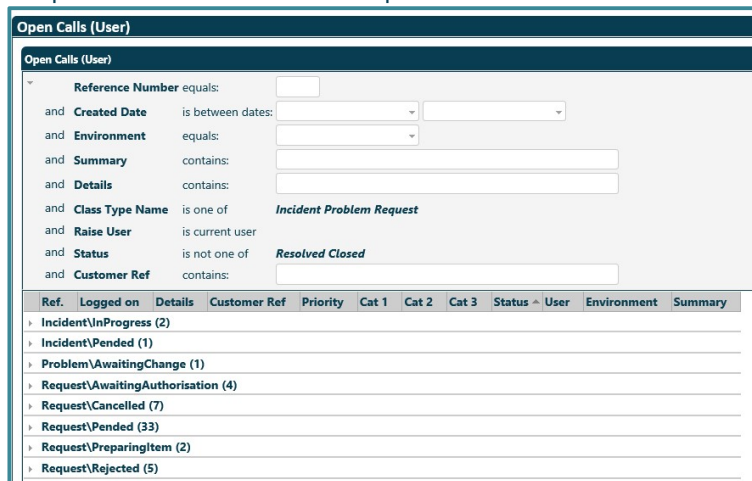 Open Calls (User)
Open Calls (User)
Reference Number equals:
and Created Date is between dates:
and Environment equals:
and Summary contains:
and Details contains:
and Class Type Name is one of Incident Problem Request
and Raise User is current user
and Status is not one of Resolved Closed
and Customer Ref contains:
Ref. Logged on Details Customer Ref Priority Cat 1 Cat 2 Cat 3 Status User Environment Summary
Incident\InProgress (2)
Incident\Pended (1)
Problem\AwaitingChange (1)
Request\AwaitingAuthorisation (4)
Request\Cancelled (7)
Request\Pended (33)
Request\PreparingItem (2)
Request\Rejected (5)